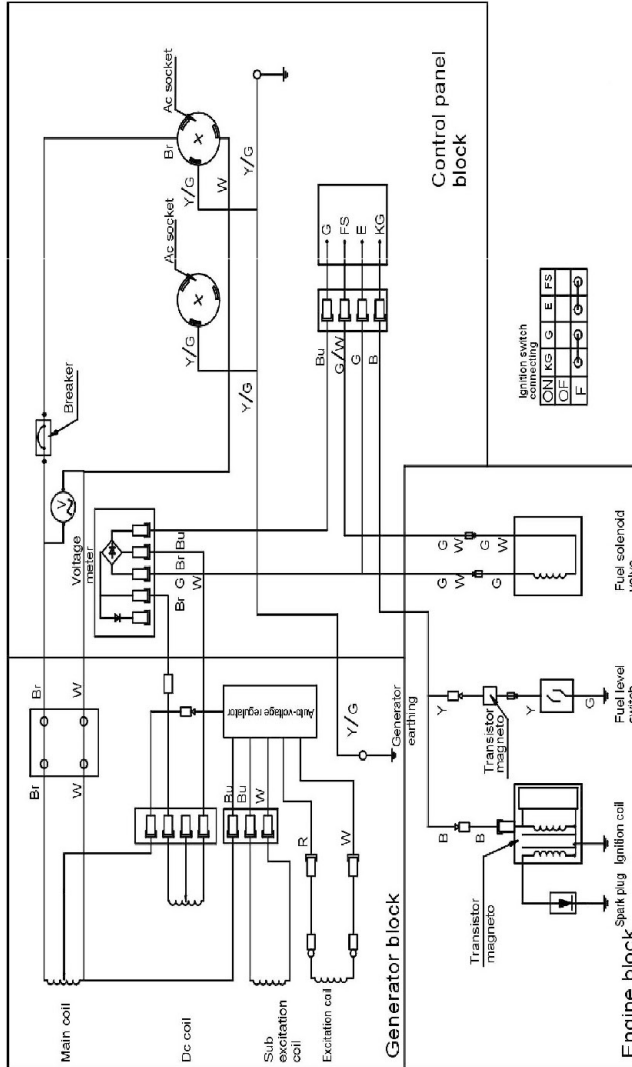 Control panel
block
Ac socket
Br
Y/G
W
Y/G
Ac socket
Y/G
Y/G
Breaker
V
Voltage
meter
Br
G
W
Br
Bu
G
FS
E
KG
Bu
G/W
G
B
Ignition switch
connecting
ON
KG
G
E
FS
OF
F
Generator block
Br
W
Br
W
Main coil
Dc coil
Sub
excitation
coil
Excitation coil
Auto-voltage regulator
Bu
Bu
W
R
W
Y/G
Generator
earthing
Engine block
G
W
G
W
G
W
G
Fuel solenoid
Y
Transistor
magneto
Y
G
Fuel level
switch
B
B
Transistor
magneto
Spark plug
Ignition coil